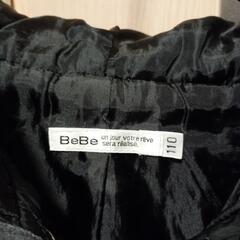 BeBe
un jour votre rêve
sera réalisé.
110